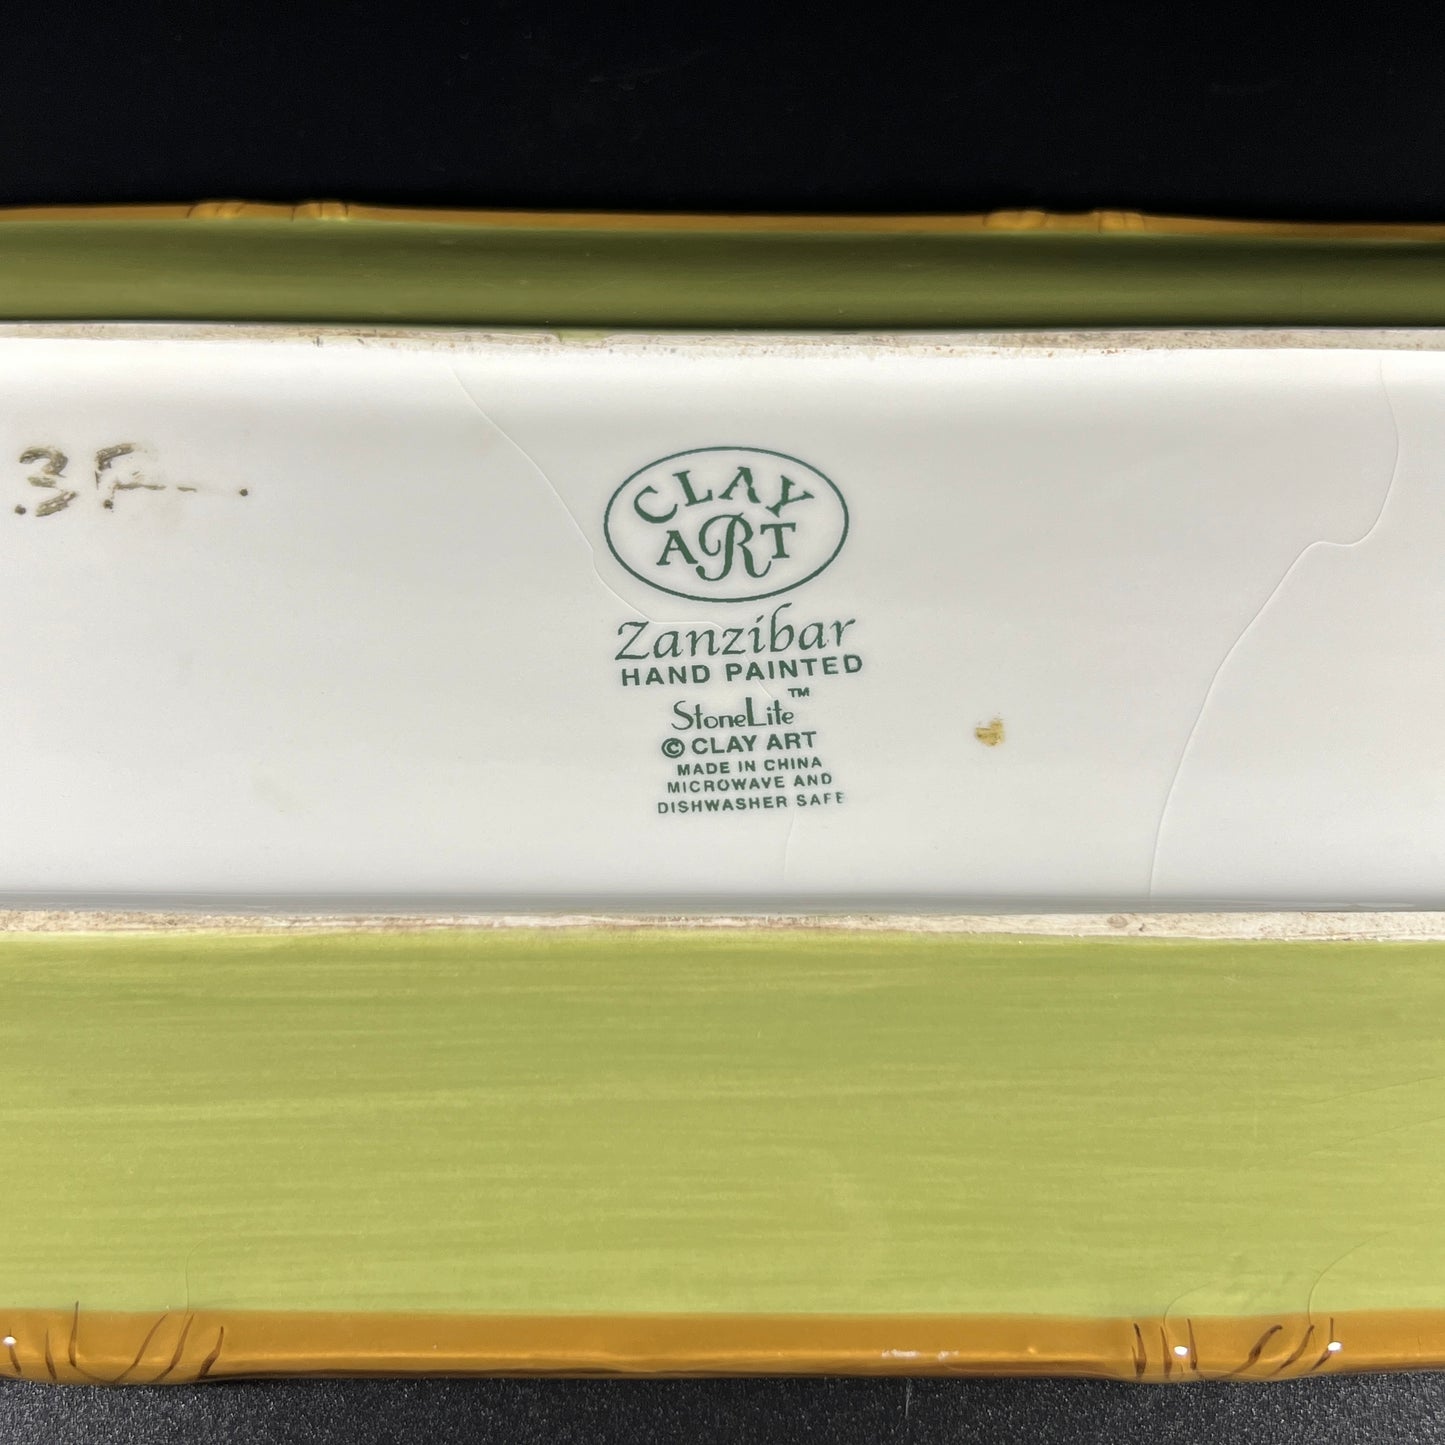 CLAY
ART
Zanzibar
HAND PAINTED
StoneLite™
© CLAY ART
MADE IN CHINA
MICROWAVE AND
DISHWASHER SAFE